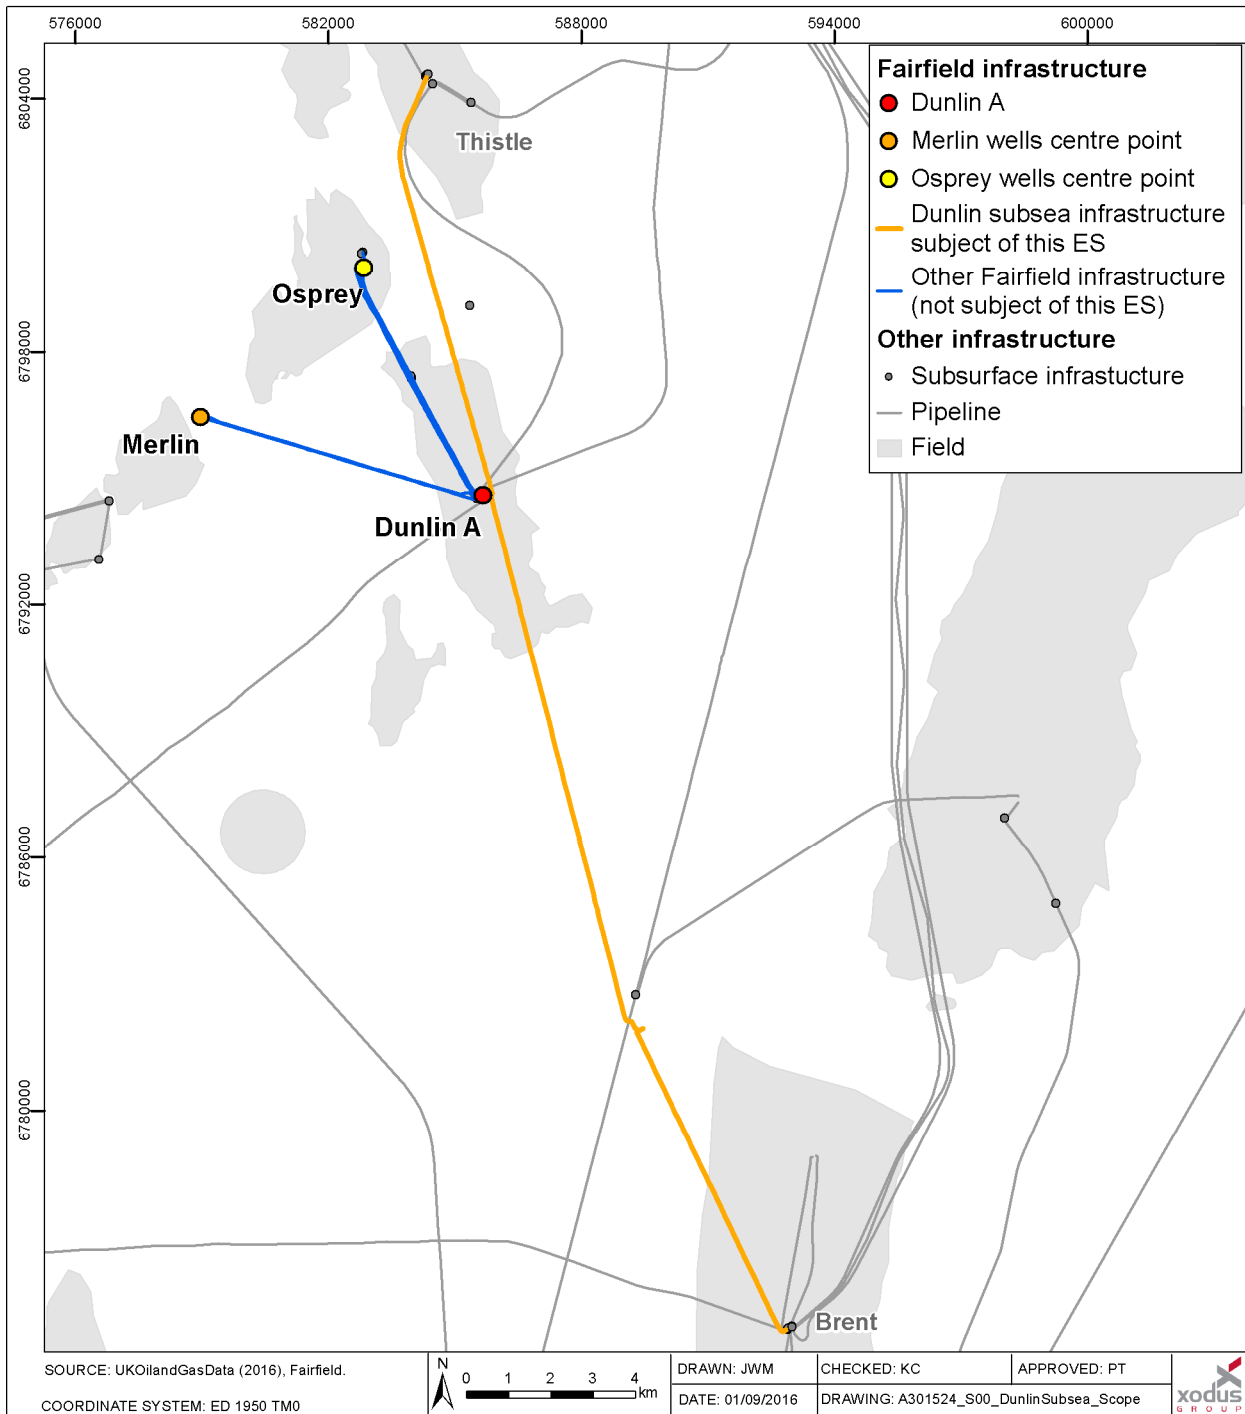 576000
582000
588000
594000
600000
6804000
6798000
6792000
6786000
6780000
Fairfield infrastructure
Dunlin A
Merlin wells centre point
Osprey wells centre point
Dunlin subsea infrastructure
subject of this ES
Other Fairfield infrastructure
(not subject of this ES)
Other infrastructure
Subsurface infrastucture
Pipeline
Field
Thistle
Osprey
Merlin
Dunlin A
Brent
SOURCE: UKOilandGasData (2016), Fairfield.
COORDINATE SYSTEM: ED 1950 TM0
N
0 1 2 3 4
km
DRAWN: JWM
CHECKED: KC
APPROVED: PT
DATE: 01/09/2016
DRAWING: A301524_S00_DunlinSubsea_Scope
xodus
GROUP